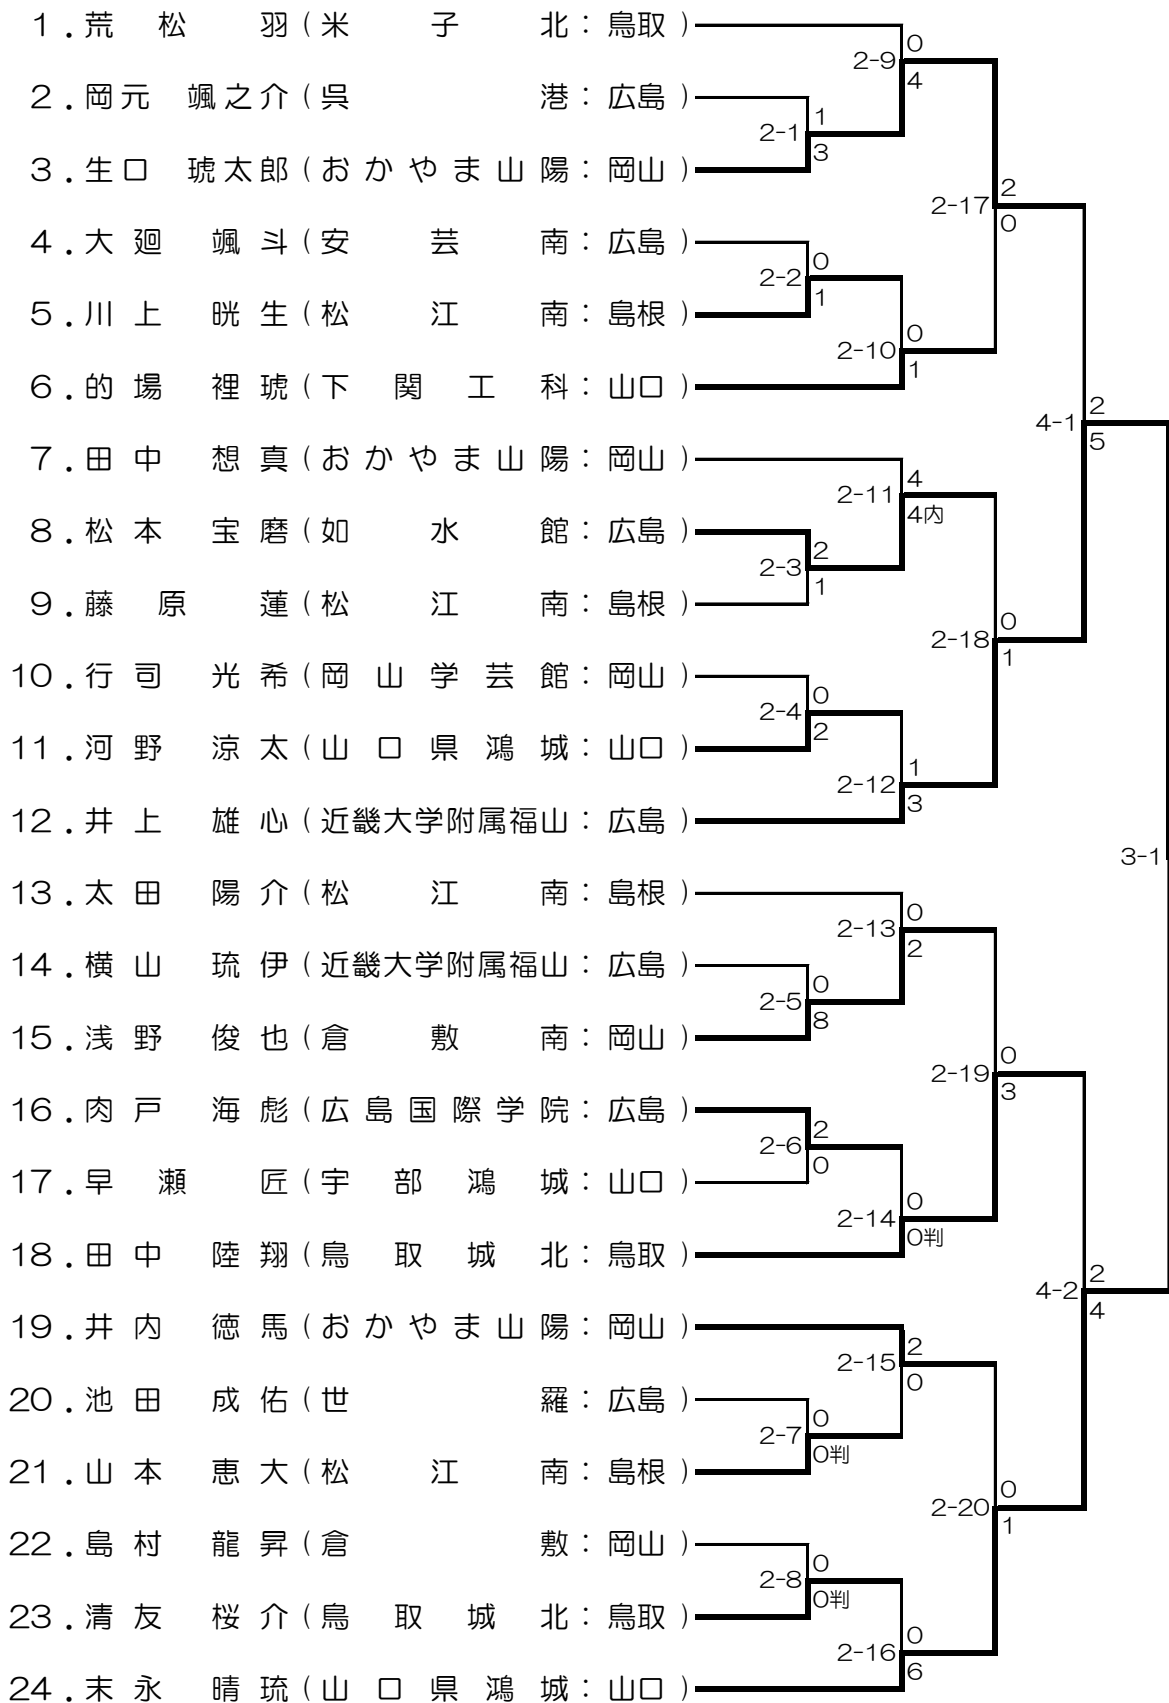 1．荒松　羽（米子北：鳥取）
0
2-9
4
2．岡元　颯之介（呉港：広島）
1
2-1
3
3．生口　琥太郎（おかやま山陽：岡山）
2
2-17
0
4．大廻　颯斗（安芸南：広島）
0
2-2
1
5．川上　晄生（松江南：島根）
0
2-10
1
6．的場　裡琥（下関工科：山口）
2
4-1
5
7．田中　想真（おかやま山陽：岡山）
4
2-11
4内
8．松本　宝磨（如水館：広島）
2
2-3
1
9．藤原　蓮（松江南：島根）
0
2-18
1
10．行司　光希（岡山学芸館：岡山）
0
2-4
2
11．河野　涼太（山口県鴻城：山口）
1
2-12
3
12．井上　雄心（近畿大学附属福山：広島）
3-1
13．太田　陽介（松江南：島根）
0
2-13
2
14．横山　琉伊（近畿大学附属福山：広島）
0
2-5
8
15．浅野　俊也（倉敷南：岡山）
0
2-19
3
16．肉戸　海彪（広島国際学院：広島）
2
2-6
0
17．早瀬　匠（宇部鴻城：山口）
0
2-14
0判
18．田中　陸翔（鳥取城北：鳥取）
2
4-2
4
19．井内　徳馬（おかやま山陽：岡山）
2
2-15
0
20．池田　成佑（世羅：広島）
0
2-7
0判
21．山本　恵大（松江南：島根）
0
2-20
1
22．島村　龍昇（倉敷：岡山）
0
2-8
0判
23．清友　桜介（鳥取城北：鳥取）
0
2-16
6
24．末永　晴琉（山口県鴻城：山口）